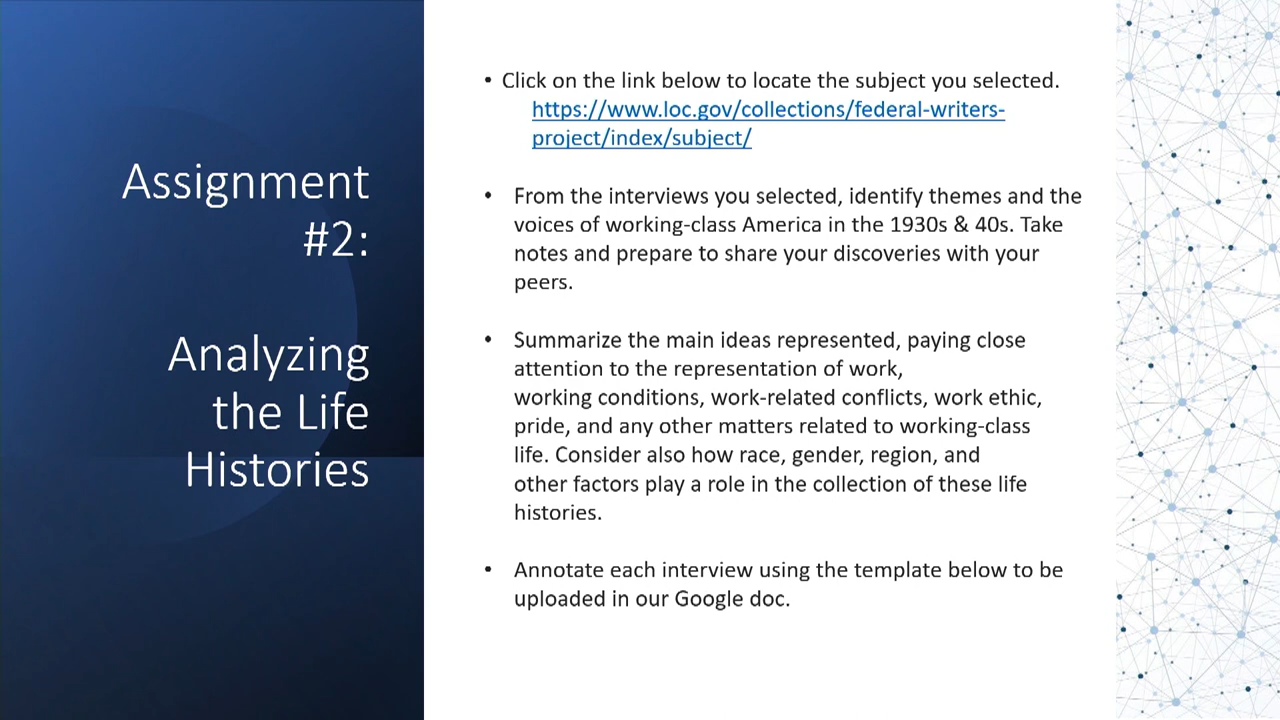 Assignment
#2:
Analyzing
the Life
Histories
• Click on the link below to locate the subject you selected.
https://www.loc.gov/collections/federal-writers-
project/index/subject/
• From the interviews you selected, identify themes and the
voices of working-class America in the 1930s & 40s. Take
notes and prepare to share your discoveries with your
peers.
• Summarize the main ideas represented, paying close
attention to the representation of work,
working conditions, work-related conflicts, work ethic,
pride, and any other matters related to working-class
life. Consider also how race, gender, region, and
other factors play a role in the collection of these life
histories.
• Annotate each interview using the template below to be
uploaded in our Google doc.